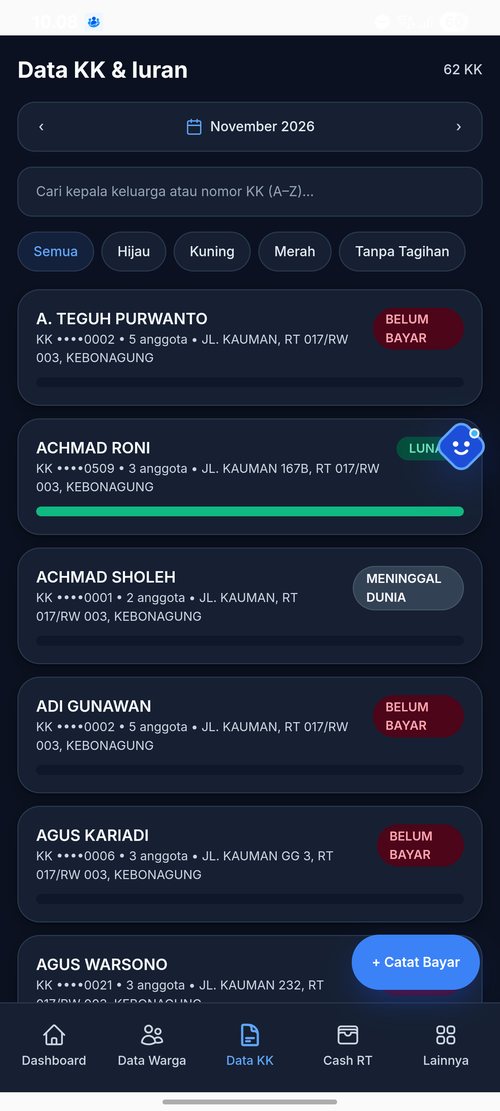 10.08
Data KK & Iuran
62 KK
‹
November 2026
›
Cari kepala keluarga atau nomor KK (A–Z)...
Semua
Hijau
Kuning
Merah
Tanpa Tagihan
A. TEGUH PURWANTO
BELUM
BAYAR
KK ••••0002 • 5 anggota • JL. KAUMAN, RT 017/RW
003, KEBONAGUNG
ACHMAD RONI
KK ••••0509 • 3 anggota • JL. KAUMAN 167B, RT 017/RW
003, KEBONAGUNG
ACHMAD SHOLEH
MENINGGAL
DUNIA
KK ••••0001 • 2 anggota • JL. KAUMAN, RT
017/RW 003, KEBONAGUNG
ADI GUNAWAN
BELUM
BAYAR
KK ••••0002 • 5 anggota • JL. KAUMAN, RT 017/RW
003, KEBONAGUNG
AGUS KARIADI
BELUM
BAYAR
KK ••••0006 • 3 anggota • JL. KAUMAN GG 3, RT
017/RW 003, KEBONAGUNG
AGUS WARSONO
KK ••••0021 • 3 anggota • JL. KAUMAN 232, RT
017/RW 003, KEBONAGUNG
+ Catat Bayar
Dashboard
Data Warga
Data KK
Cash RT
Lainnya